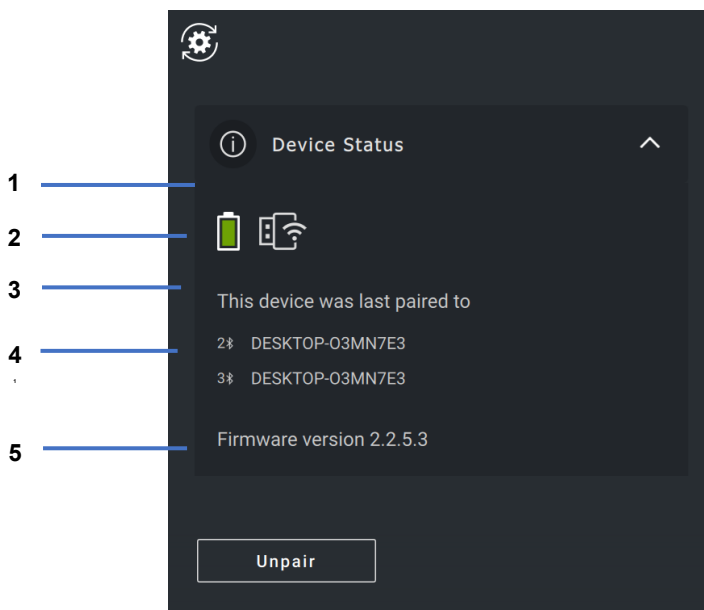 Device Status
1
2
3
This device was last paired to
2 DESKTOP-O3MN7E3
4
3 DESKTOP-O3MN7E3
5
Firmware version 2.2.5.3
Unpair